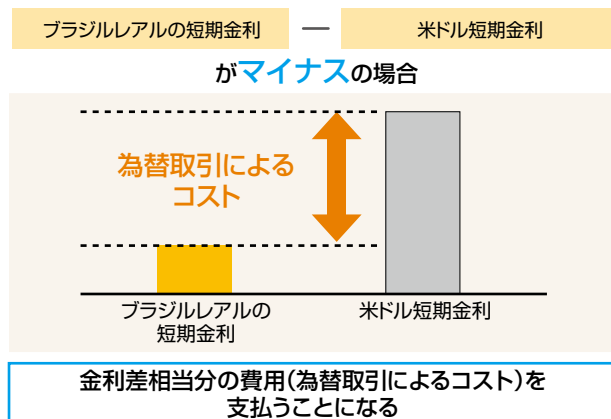 ブラジルレアルの短期金利 ― 米ドル短期金利
がマイナスの場合
為替取引による
コスト
ブラジルレアルの
短期金利
米ドル短期金利
金利差相当分の費用(為替取引によるコスト)を
支払うことになる